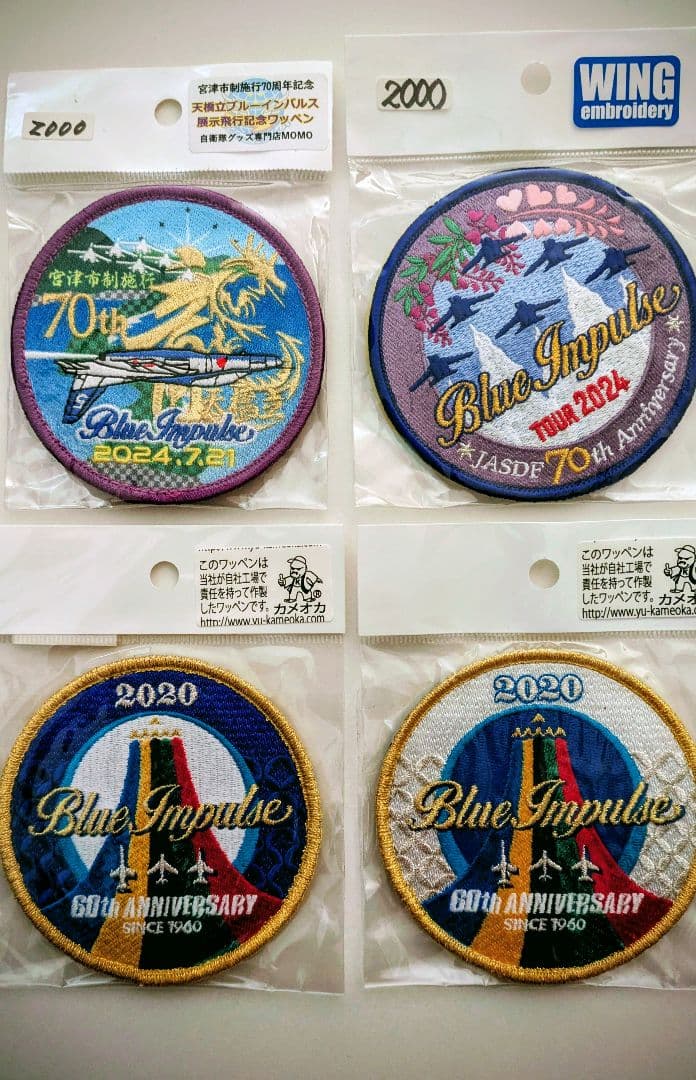 2000
宮津市制施行70周年記念
天橋立ブルーインパルス
展示飛行記念ワッペン
自衛隊グッズ専門店MOMO
宮津市制施行
70th
Blue Impulse
2024.7.21
2000
WING
embroidery
Blue Impulse
TOUR 2024
JASDF 70th Anniversary
このワッペンは
当社が自社工場で
責任を持って作製
したワッペンです。
カメオカ
http://www.yu-kameoka.com
2020
Blue Impulse
60th ANNIVERSARY
SINCE 1960
このワッペンは
当社が自社工場で
責任を持って作製
したワッペンです。
カメオカ
http://www.yu-kameoka.com
2020
Blue Impulse
60th ANNIVERSARY
SINCE 1960